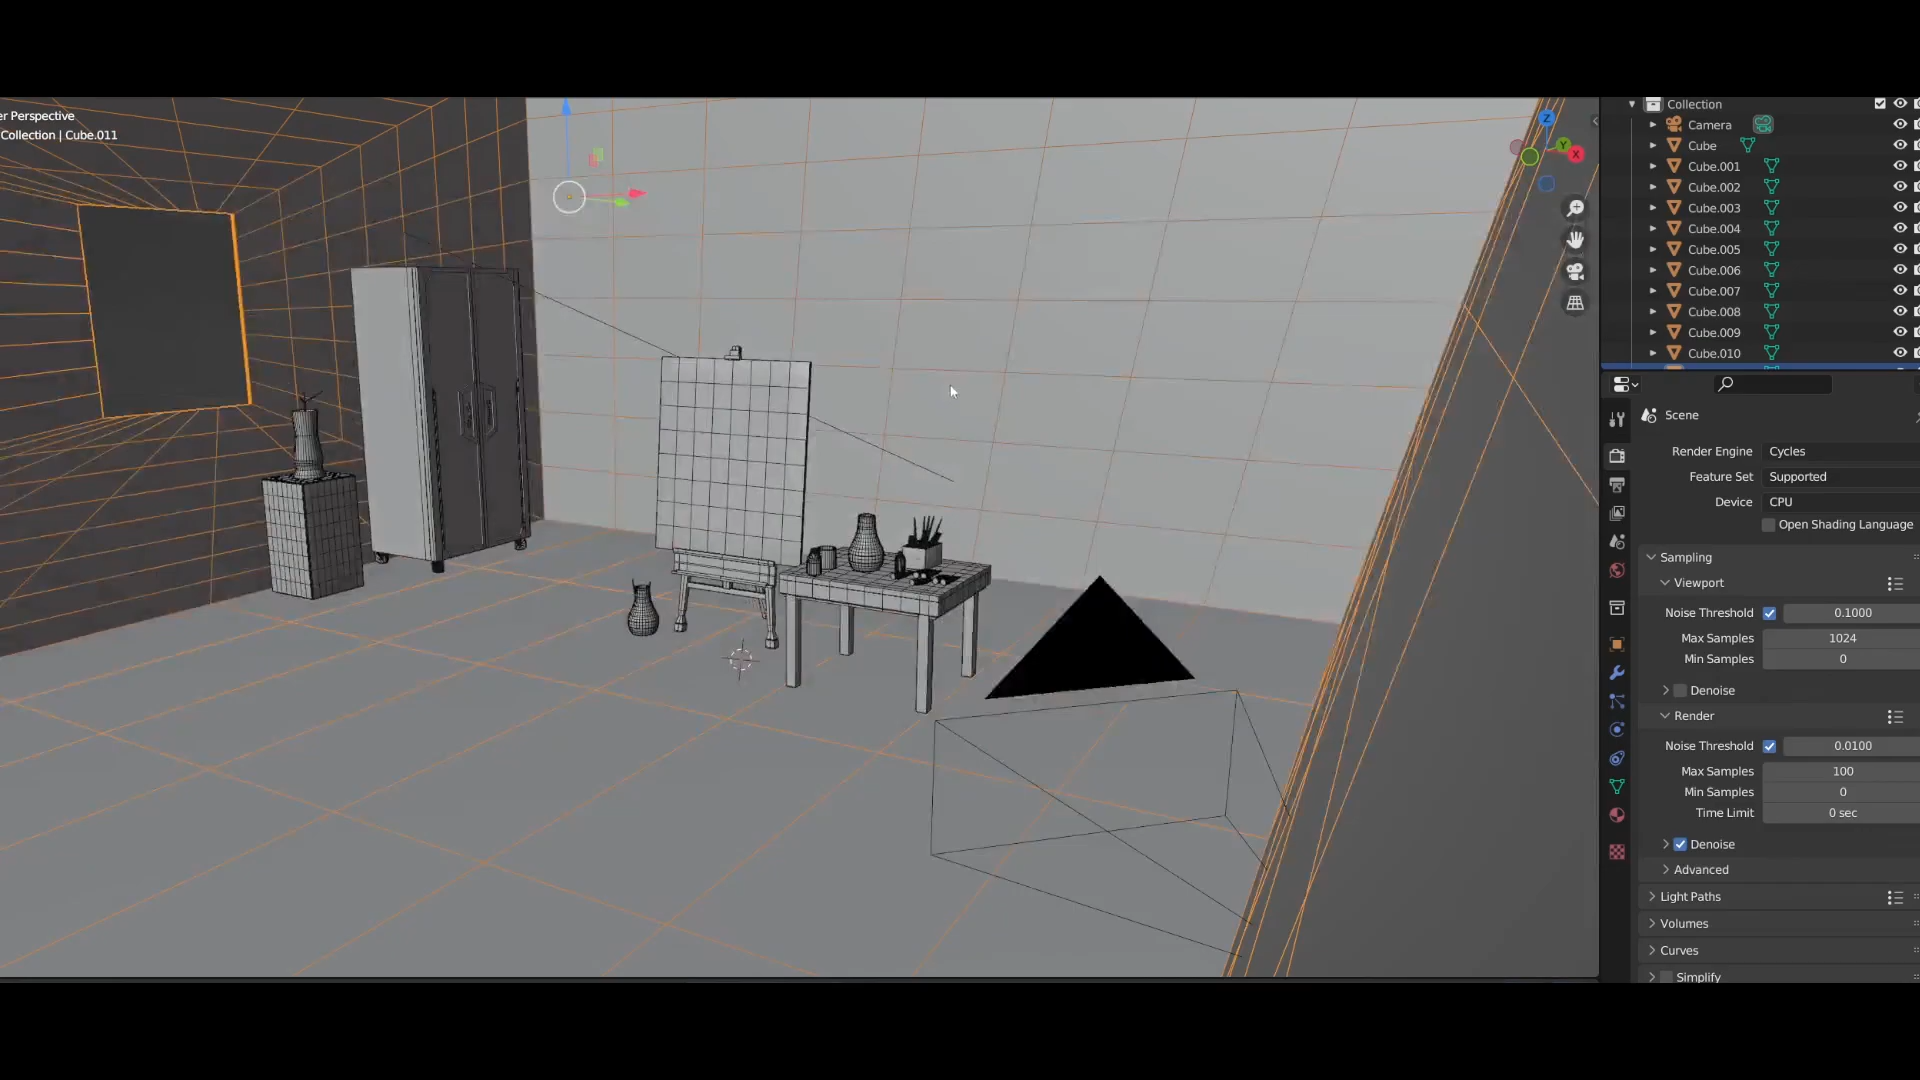 er Perspective
Collection | Cube.011
Z
Y
X
Collection
Camera
Cube
Cube.001
Cube.002
Cube.003
Cube.004
Cube.005
Cube.006
Cube.007
Cube.008
Cube.009
Cube.010
Scene
Render Engine Cycles
Feature Set Supported
Device CPU
Open Shading Language
Sampling
Viewport
Noise Threshold 0.1000
Max Samples 1024
Min Samples 0
Denoise
Render
Noise Threshold 0.0100
Max Samples 100
Min Samples 0
Time Limit 0 sec
Denoise
Advanced
Light Paths
Volumes
Curves
Simplify